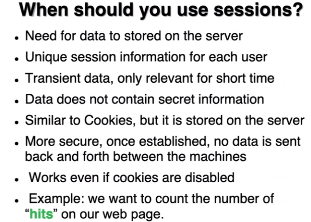 When should you use sessions?
• Need for data to stored on the server
• Unique session information for each user
• Transient data, only relevant for short time
• Data does not contain secret information
• Similar to Cookies, but it is stored on the server
• More secure, once established, no data is sent
back and forth between the machines
• Works even if cookies are disabled
• Example: we want to count the number of
“hits” on our web page.